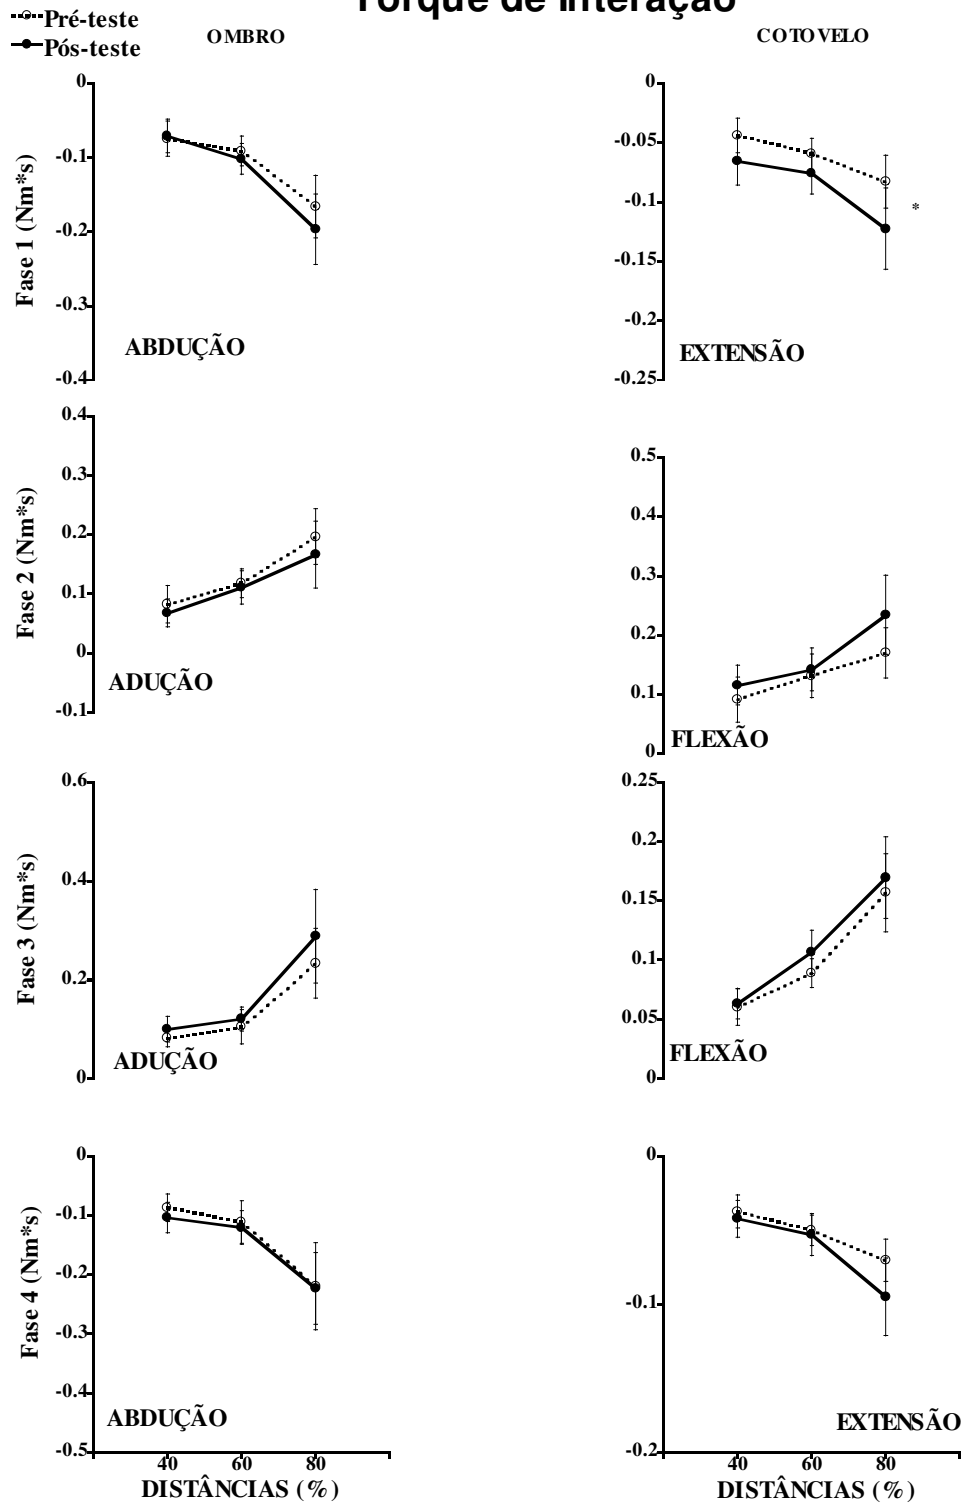 Torque de Interação
Pré-teste
Pós-teste
OMBRO
COTOVELO
Fase 1 (Nm*s)
0
-0.1
-0.2
-0.3
-0.4
ABDUÇÃO
0
-0.05
-0.1
-0.15
-0.2
-0.25
*
EXTENSÃO
Fase 2 (Nm*s)
0.4
0.3
0.2
0.1
0
-0.1
ADUÇÃO
0.5
0.4
0.3
0.2
0.1
0
FLEXÃO
Fase 3 (Nm*s)
0.6
0.4
0.2
0
ADUÇÃO
0.25
0.2
0.15
0.1
0.05
0
FLEXÃO
Fase 4 (Nm*s)
0
-0.1
-0.2
-0.3
-0.4
-0.5
ABDUÇÃO
40 60 80
DISTÂNCIAS (%)
0
-0.1
-0.2
EXTENSÃO
40 60 80
DISTÂNCIAS (%)